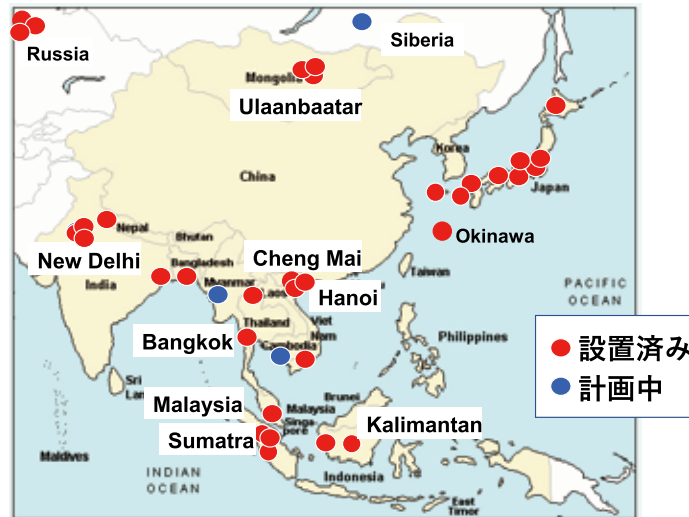 Siberia
Russia
Mongolia
Ulaanbaatar
PACIFIC
OCEAN
Korea
China
Japan
Nepal
Bhutan
New Delhi
Bangladesh
Cheng Mai
Okinawa
Taiwan
India
Myanmar
Laos
Hanoi
Thailand
Viet
Nam
Bangkok
Cambodia
Philippines
設置済み
計画中
Sri
Brunei
Malaysia
Malaysia
Singa
pore
Kalimantan
Sumatra
Maldives
INDIAN
OCEAN
Indonesia
East
Timor